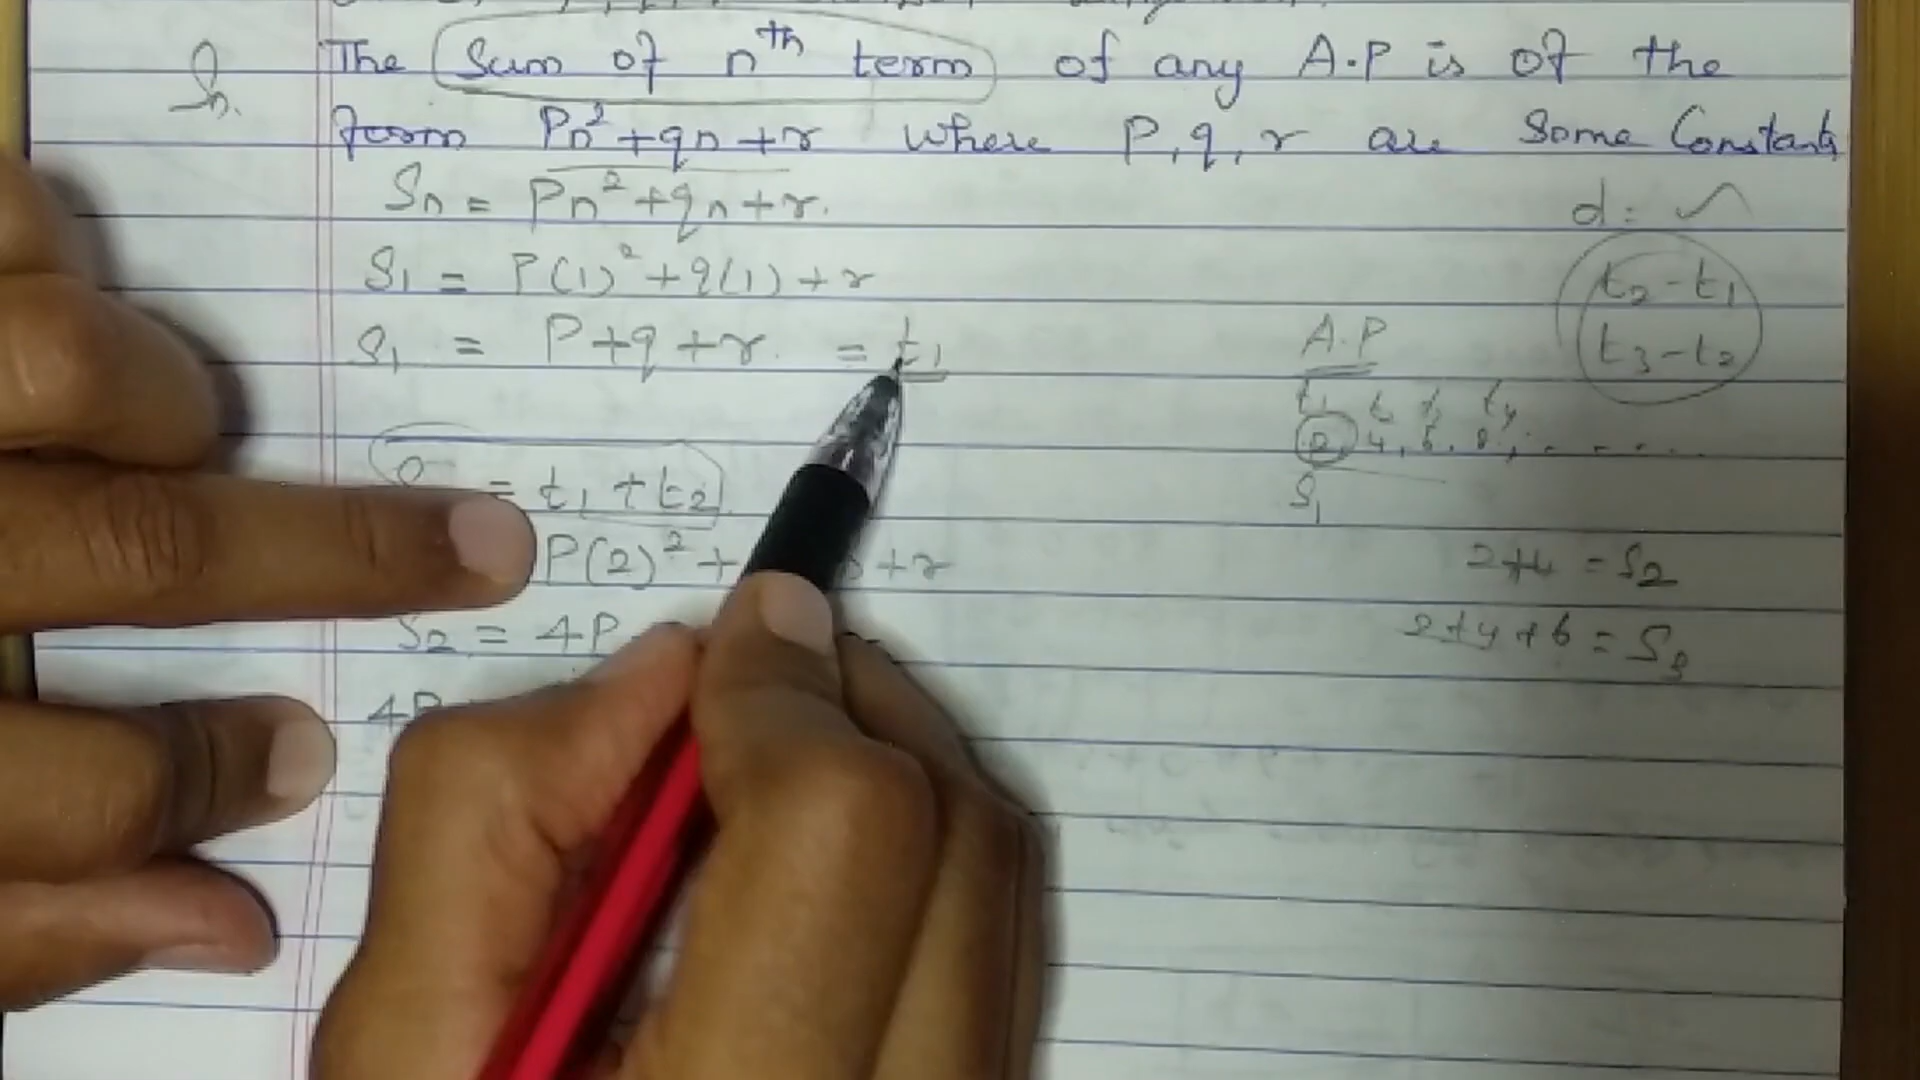 Sn.
The Sum of nth term of any A.P is of the
form Pn²+qn+r where P,q,r are some Constants
Sn = Pn²+qn+r.
d =
S1 = P(1)²+q(1)+r
t2-t1
S1 = P+q+r = t1
A.P
t3-t2
t1 t2 t3 t4
2, 4, 6, 8, - - - - -
= t1+t2
S1
P(2)²+ +r
2+4 = S2
S2 = 4P
2+4+6 = S3
4P